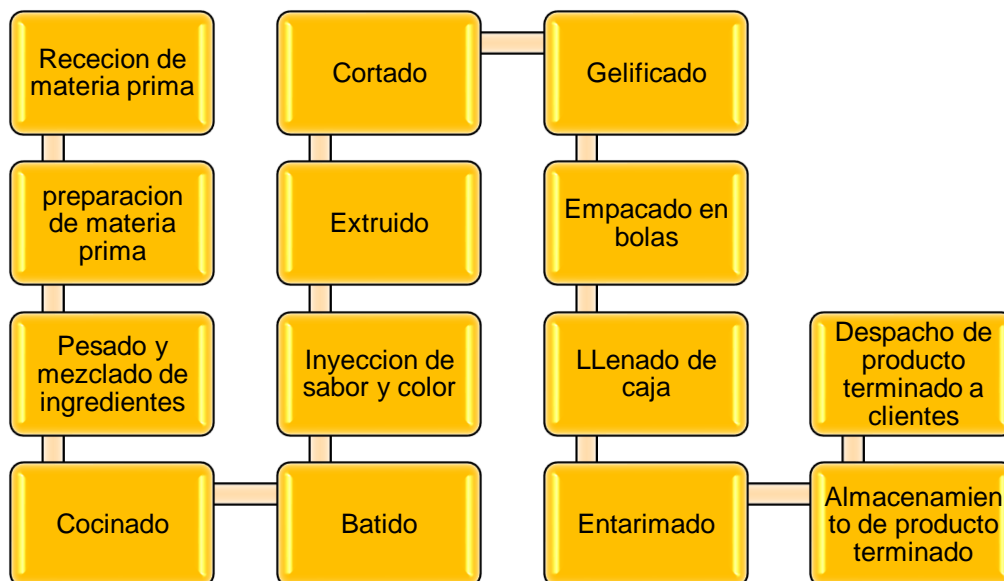 Rececion de
materia prima
preparacion
de materia
prima
Pesado y
mezclado de
ingredientes
Cocinado
Batido
Inyeccion de
sabor y color
Extruido
Cortado
Gelificado
Empacado en
bolas
LLenado de
caja
Entarimado
Almacenamien
to de producto
terminado
Despacho de
producto
terminado a
clientes